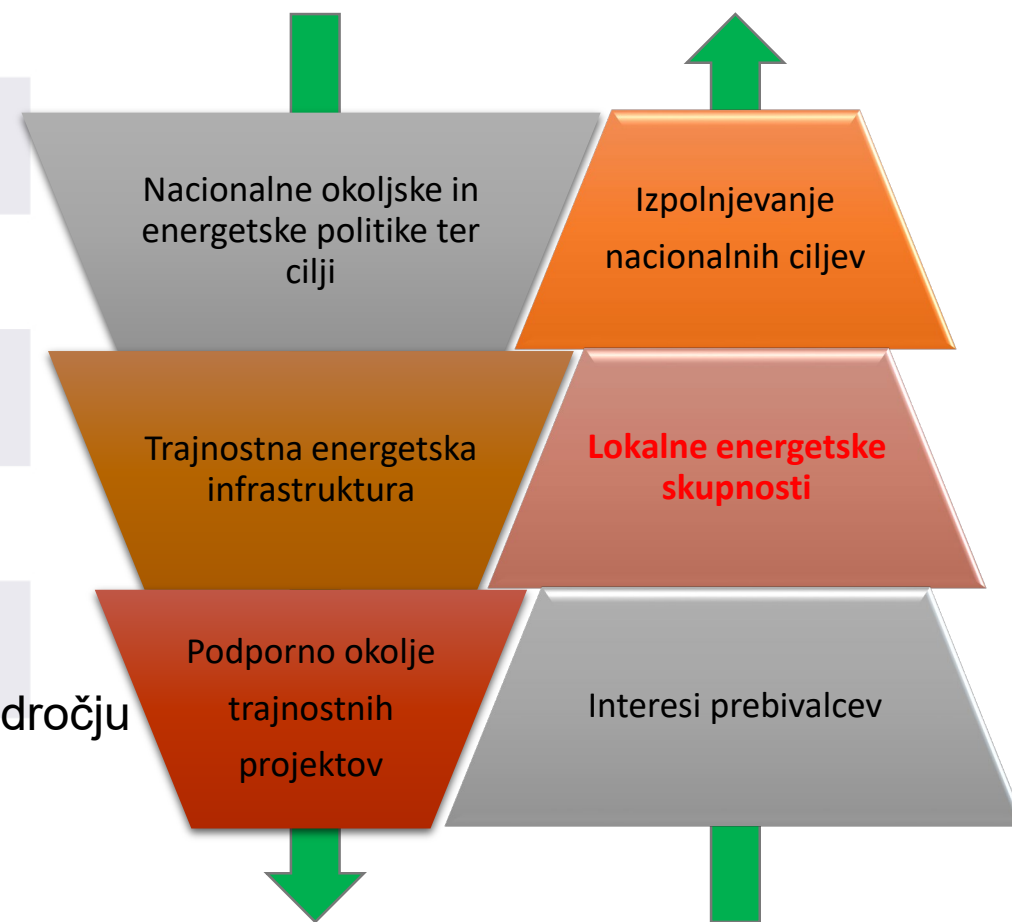 Nacionalne okoljske in
energetske politike ter
cilji
Izpolnjevanje
nacionalnih ciljev
Trajnostna energetska
infrastruktura
Lokalne energetske
skupnosti
Podporno okolje
trajnostnih
projektov
Interesi prebivalcev
dročju